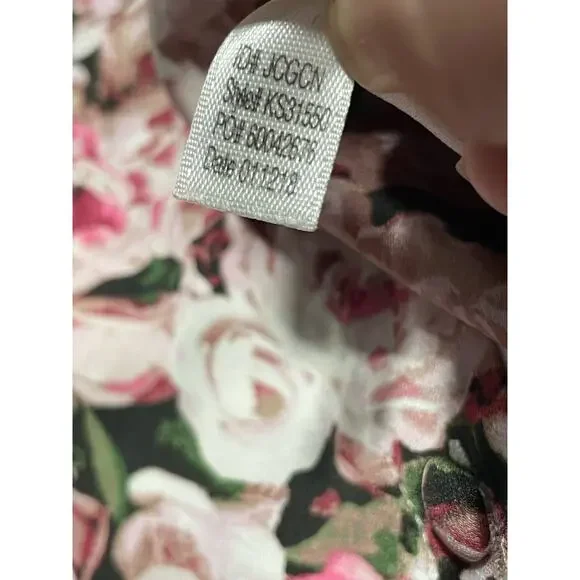 ID# JCGCN
Style# KS31550
PO# 60042676
Date 011218